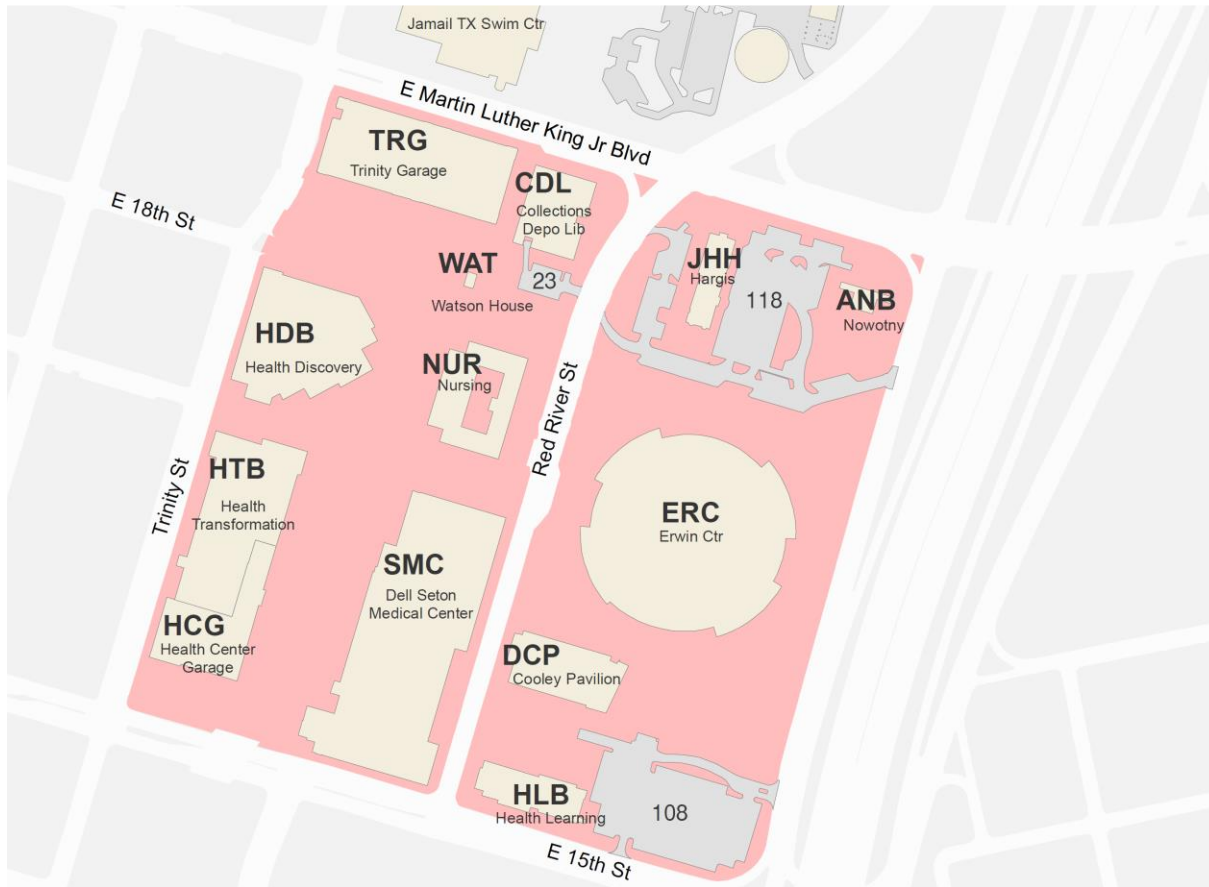 Jamail TX Swim Ctr
E Martin Luther King Jr Blvd
TRG
Trinity Garage
CDL
Collections
Depo Lib
E 18th St
WAT
Watson House
23
JHH
Hargis
118
ANB
Nowotny
HDB
Health Discovery
NUR
Nursing
Red River St
Trinity St
HTB
Health
Transformation
ERC
Erwin Ctr
SMC
Dell Seton
Medical Center
HCG
Health Center
Garage
DCP
Cooley Pavilion
HLB
Health Learning
108
E 15th St